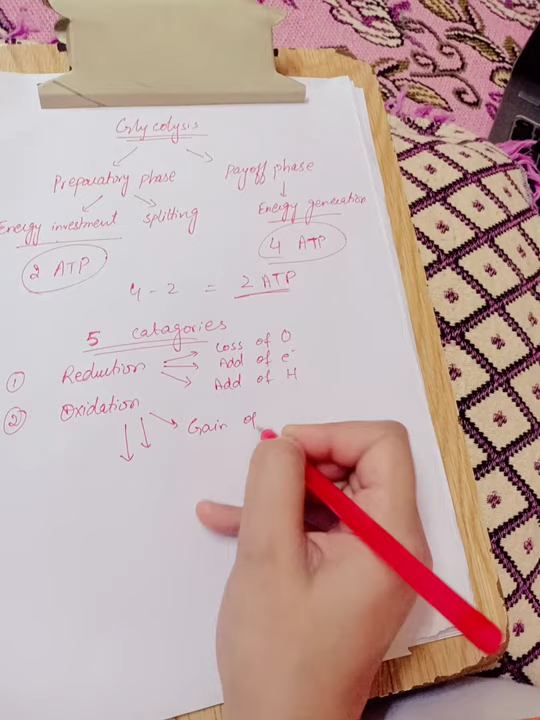 Glycolysis
Preparatory phase
Payoff phase
Energy investment
Splitting
Energy generation
2 ATP
4 ATP
4 - 2 = 2 ATP
5 catagories
① Reduction
Loss of O
Add of e⁻
Add of H
② Oxidation
Gain of